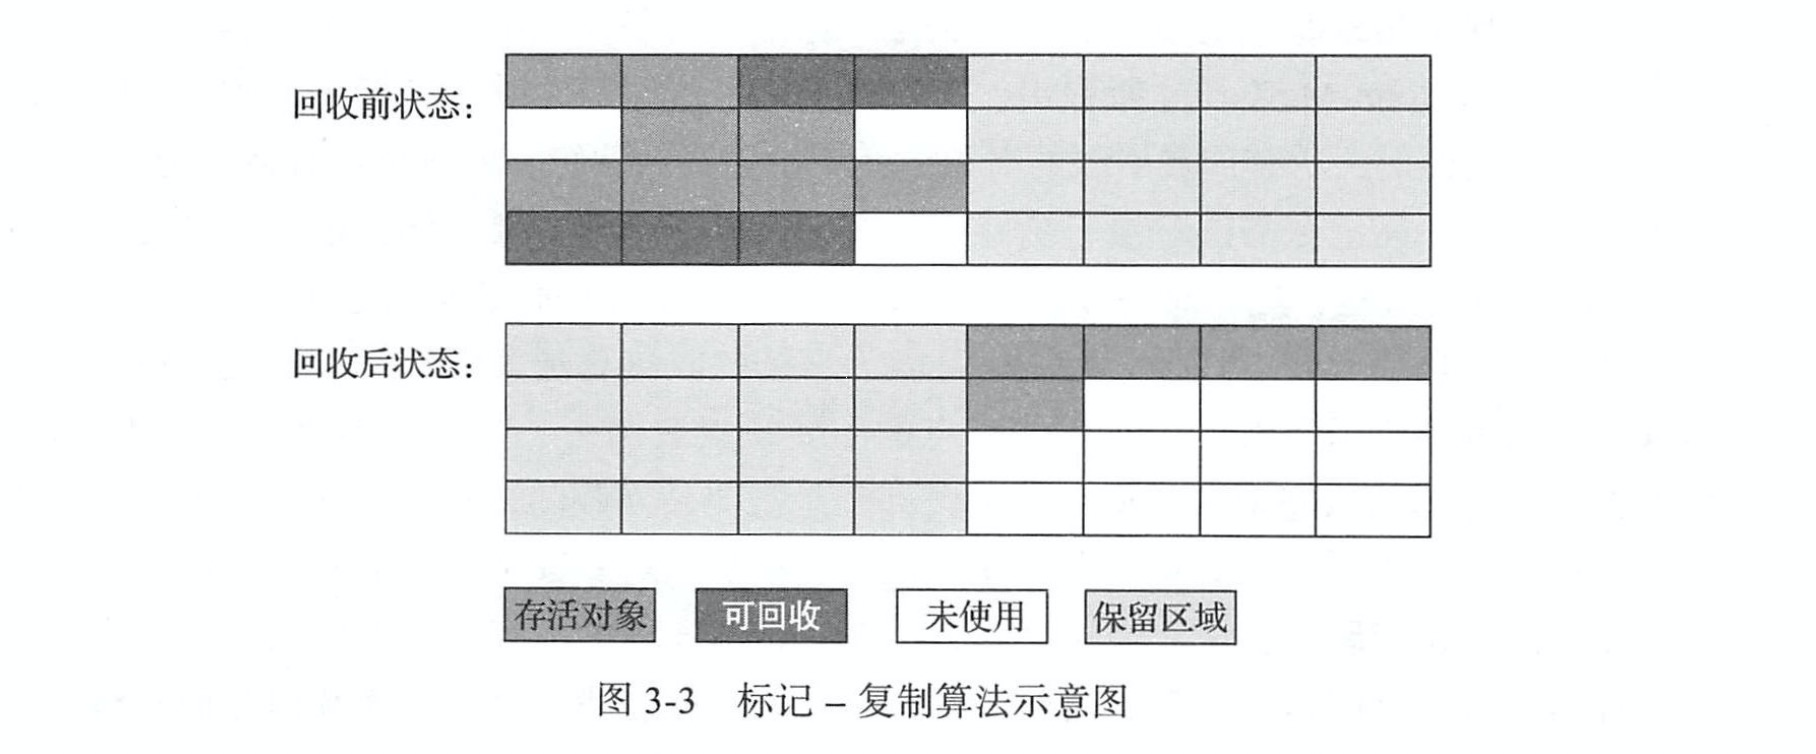 回收前状态：
回收后状态：
存活对象 可回收 未使用 保留区域
图 3-3 标记 – 复制算法示意图